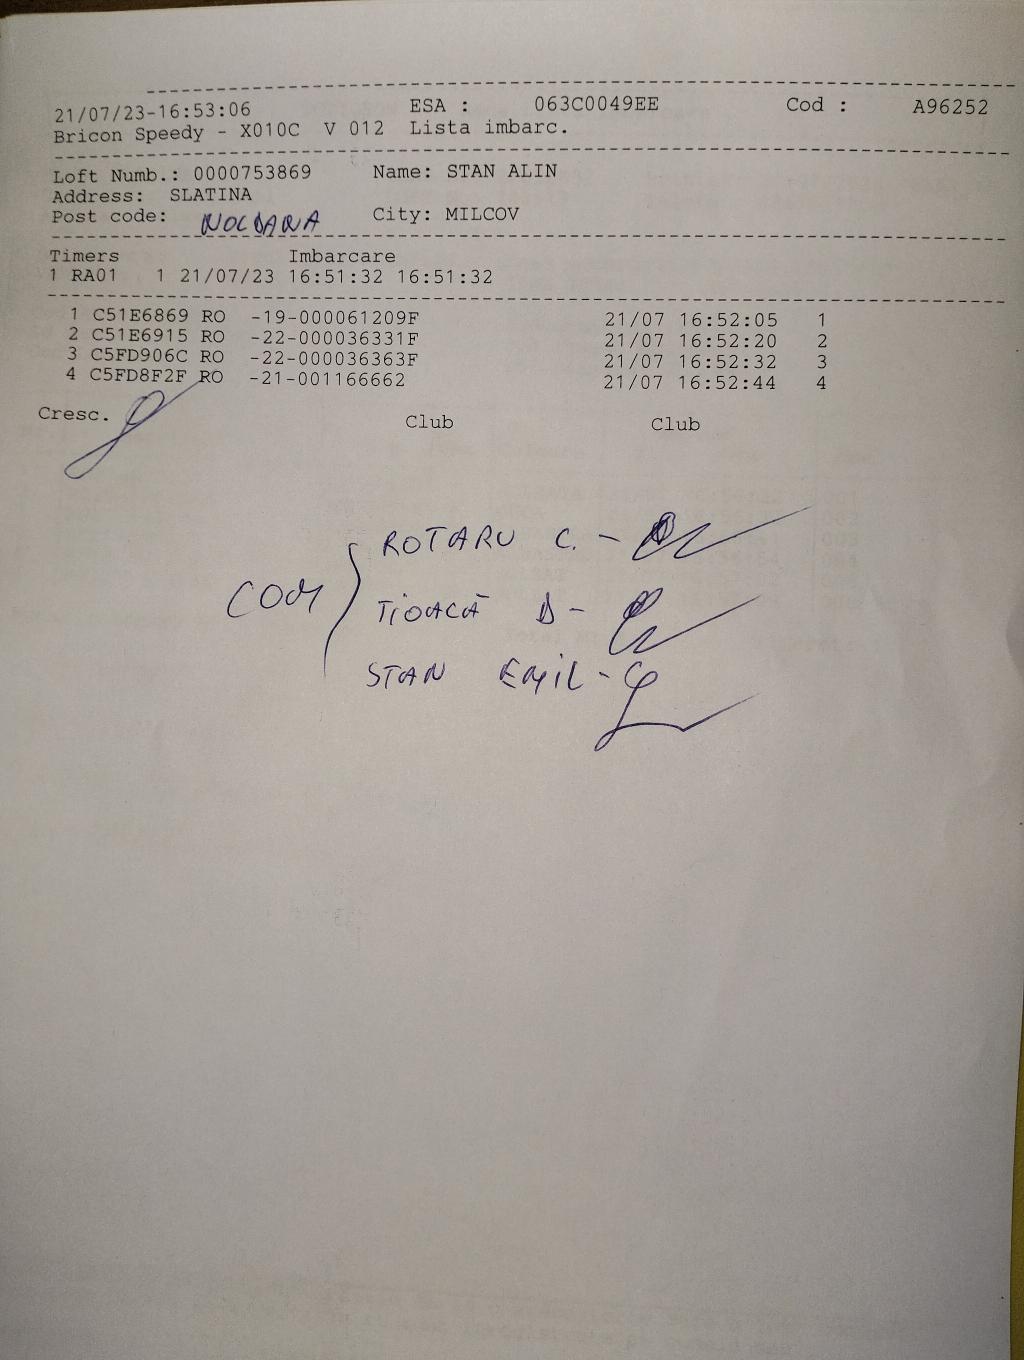 21/07/23-16:53:06 ESA : 063C0049EE Cod : A96252
Bricon Speedy - X010C V 012 Lista imbarc.
Loft Numb.: 0000753869 Name: STAN ALIN
Address: SLATINA
Post code: City: MILCOV
Timers Imbarcare
1 RA01 1 21/07/23 16:51:32 16:51:32
1 C51E6869 RO -19-000061209F 21/07 16:52:05 1
2 C51E6915 RO -22-000036331F 21/07 16:52:20 2
3 C5FD906C RO -22-000036363F 21/07 16:52:32 3
4 C5FD8F2F RO -21-001166662 21/07 16:52:44 4
Cresc. Club Club
ROTARU C. -
COM TIOACĂ D -
STAN EMIL -